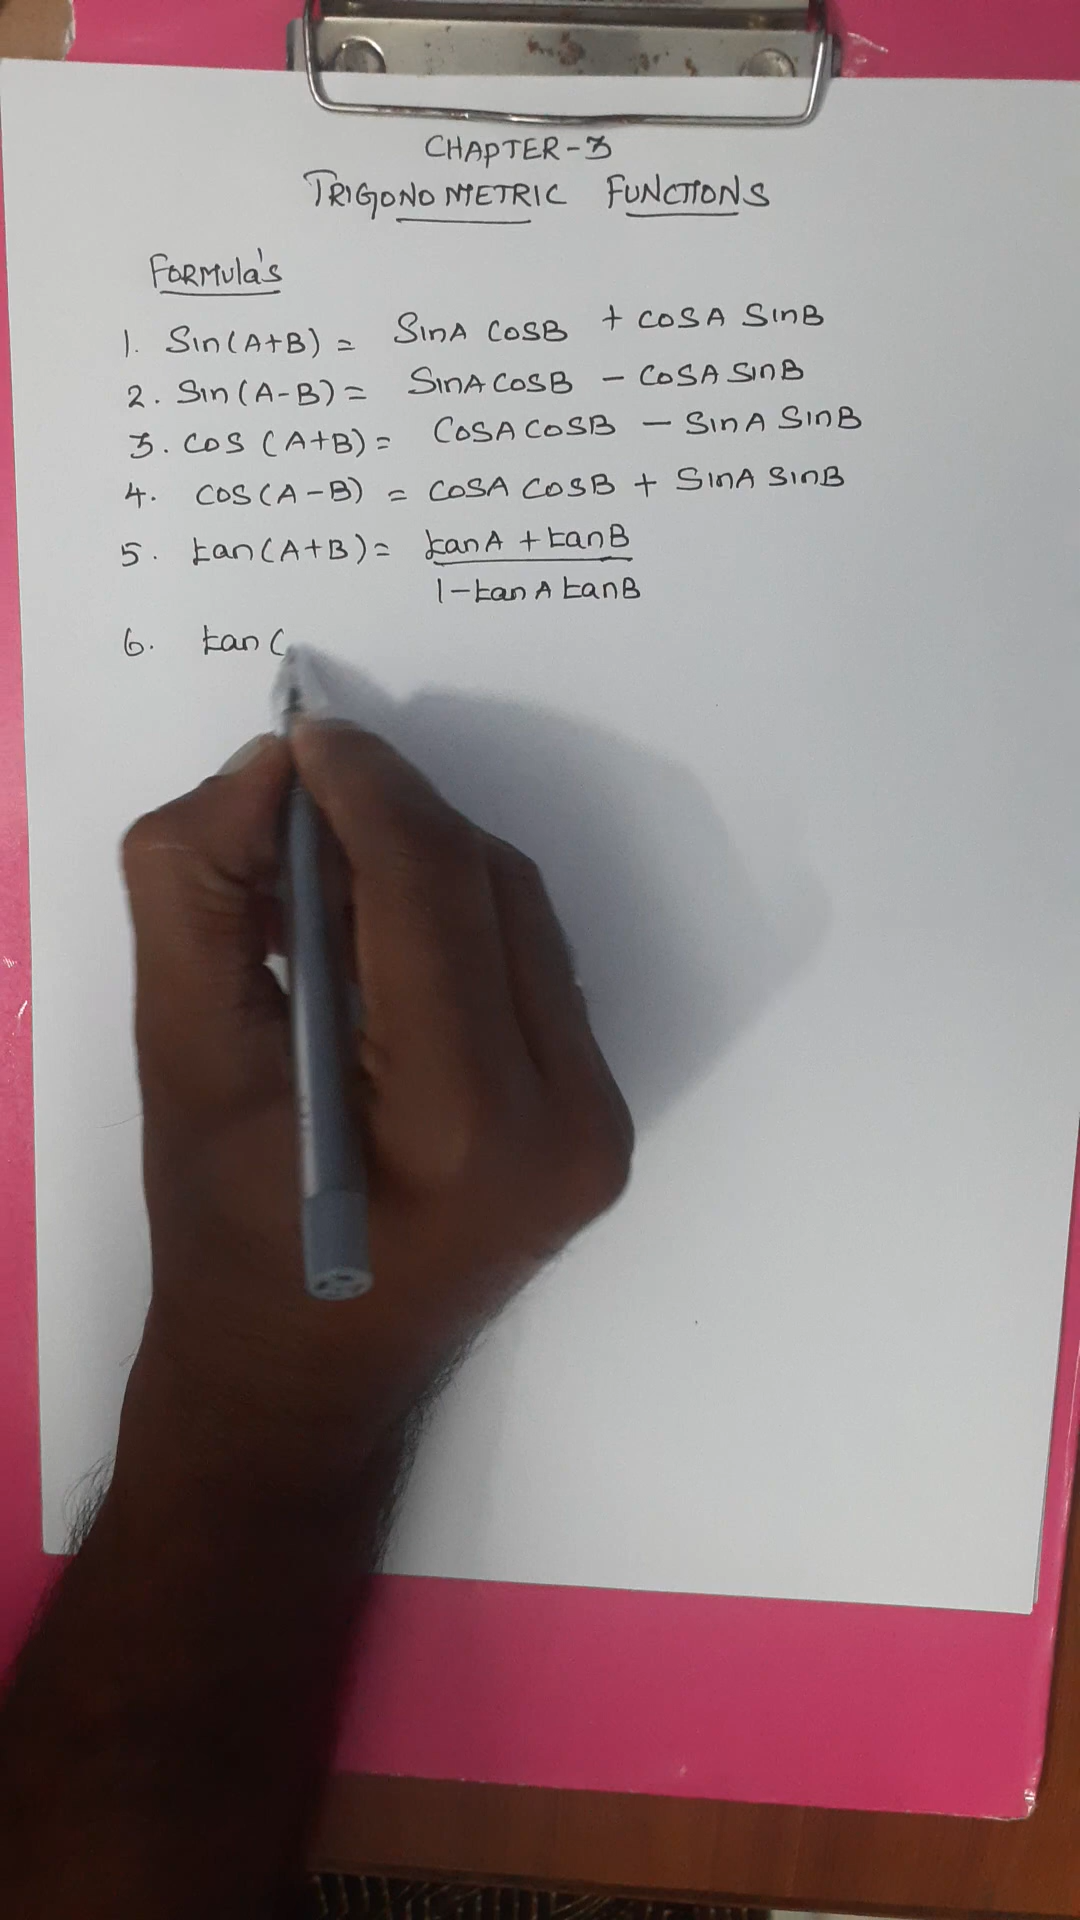 CHAPTER-3
TRIGONOMETRIC FUNCTIONS
FORMULa's
1. Sin(A+B) = SinA COSB + COSA SinB
2. Sin(A-B) = SinA COSB - COSA SinB
3. COS (A+B) = COSA COSB - SinA SinB
4. COS(A-B) = COSA COSB + SinA SinB
5. tan(A+B) = tanA + tanB
1-tanA tanB
6. tan (